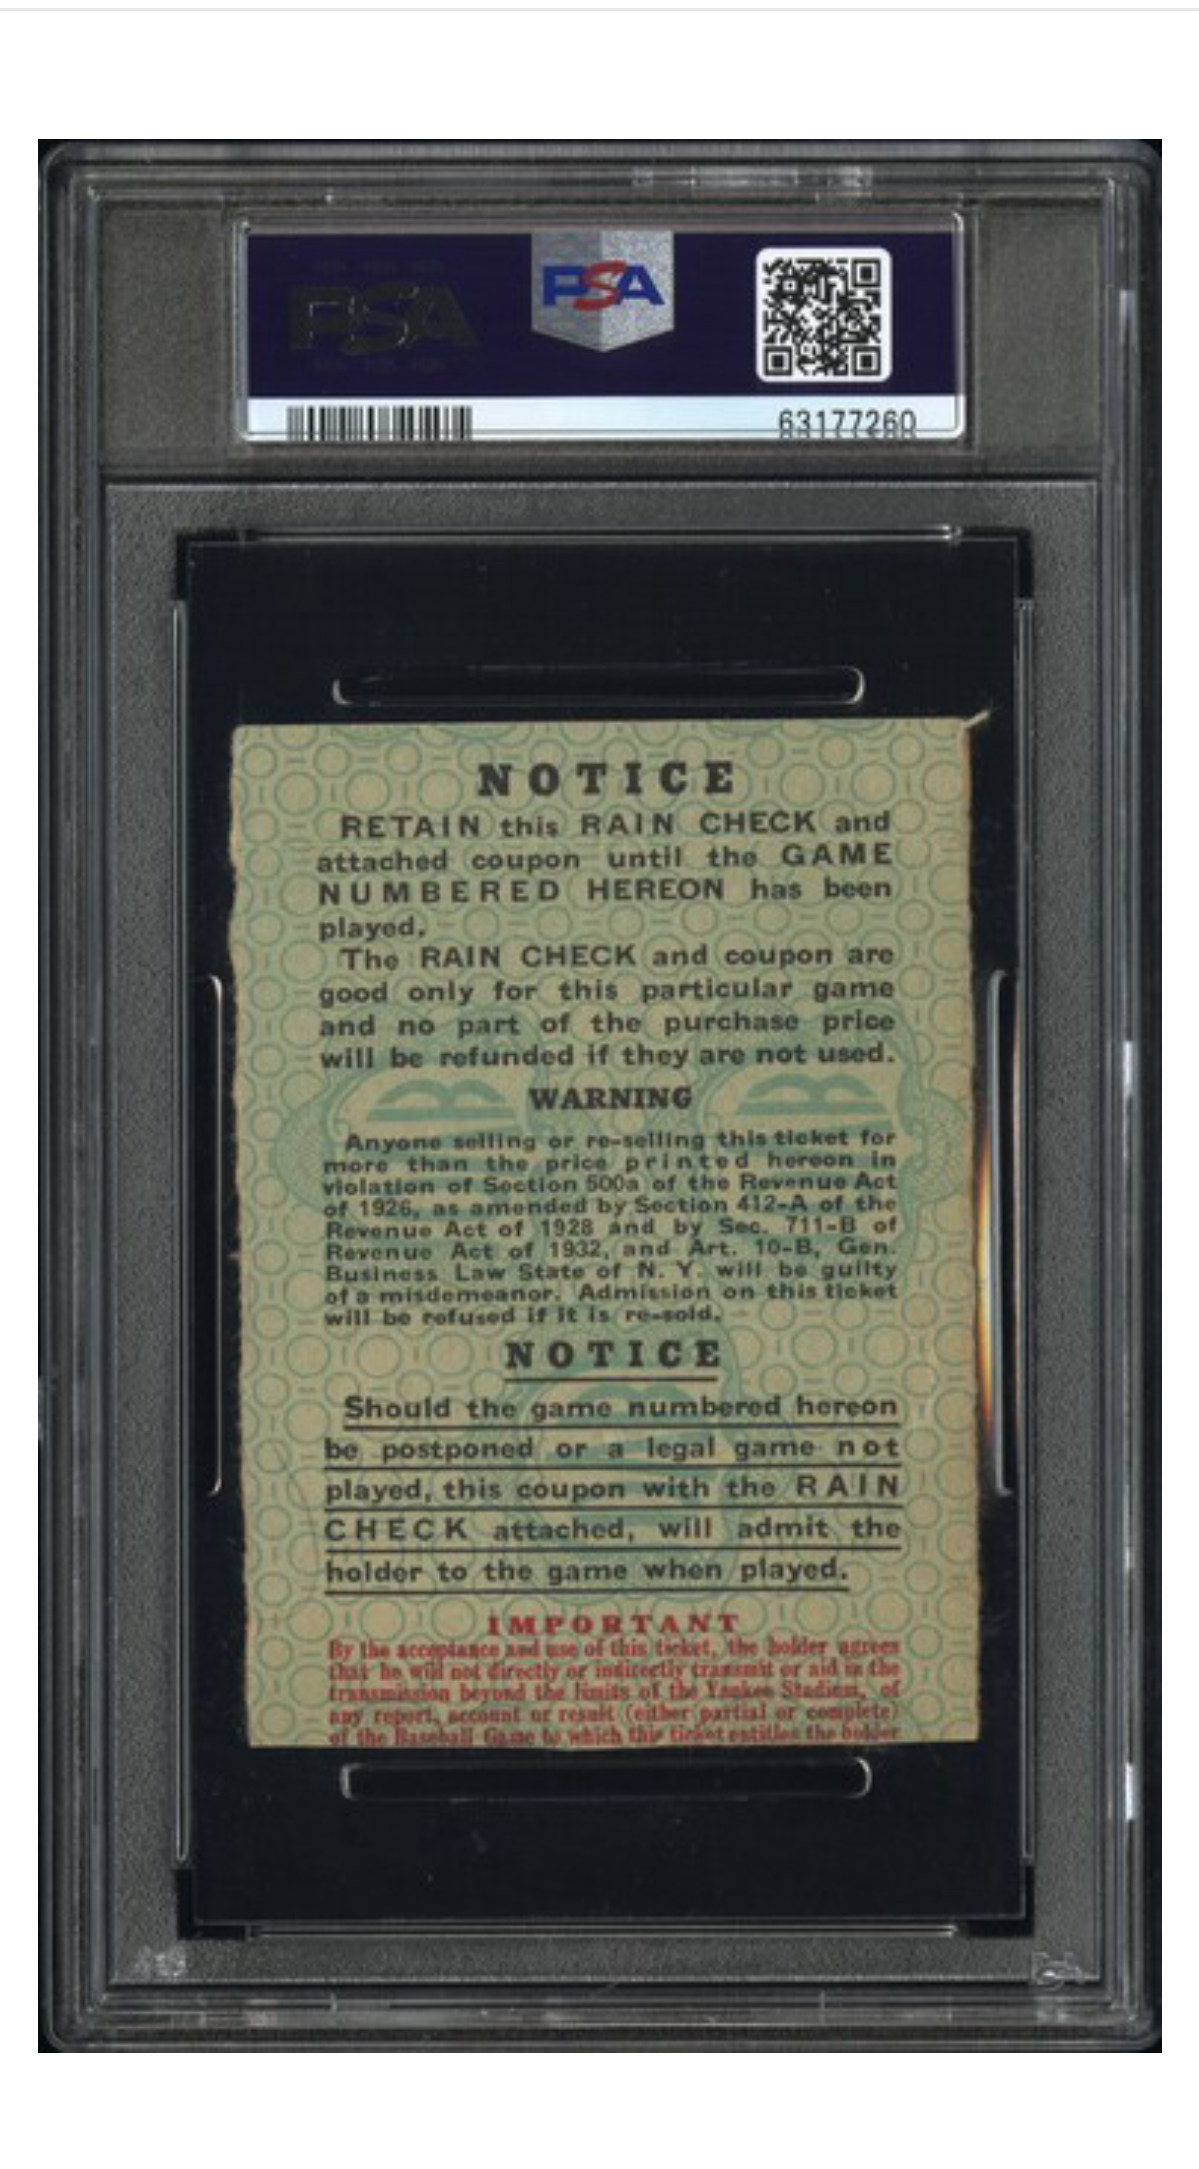 PSA
PSA
63177260
NOTICE
RETAIN this RAIN CHECK and
attached coupon until the GAME
NUMBERED HEREON has been
played.
The RAIN CHECK and coupon are
good only for this particular game
and no part of the purchase price
will be refunded if they are not used.
WARNING
Anyone selling or re-selling this ticket for
more than the price printed hereon in
violation of Section 500a of the Revenue Act
of 1926, as amended by Section 412-A of the
Revenue Act of 1928 and by Sec. 711-B of
Revenue Act of 1932, and Art. 10-B, Gen.
Business Law State of N. Y. will be guilty
of a misdemeanor. Admission on this ticket
will be refused if it is re-sold.
NOTICE
Should the game numbered hereon
be postponed or a legal game not
played, this coupon with the RAIN
CHECK attached, will admit the
holder to the game when played.
IMPORTANT
By the acceptance and use of this ticket, the holder agrees
that he will not directly or indirectly transmit or aid in the
transmission beyond the limits of the Yankee Stadium, of
any report, account or result (either partial or complete)
of the Baseball Game to which this ticket entitles the holder